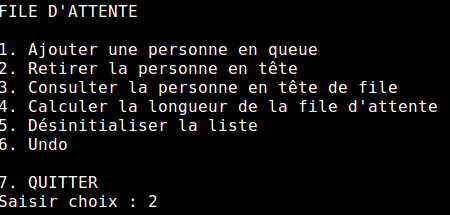 FILE D'ATTENTE
1. Ajouter une personne en queue
2. Retirer la personne en tête
3. Consulter la personne en tête de file
4. Calculer la longueur de la file d'attente
5. Désinitialiser la liste
6. Undo
7. QUITTER
Saisir choix : 2